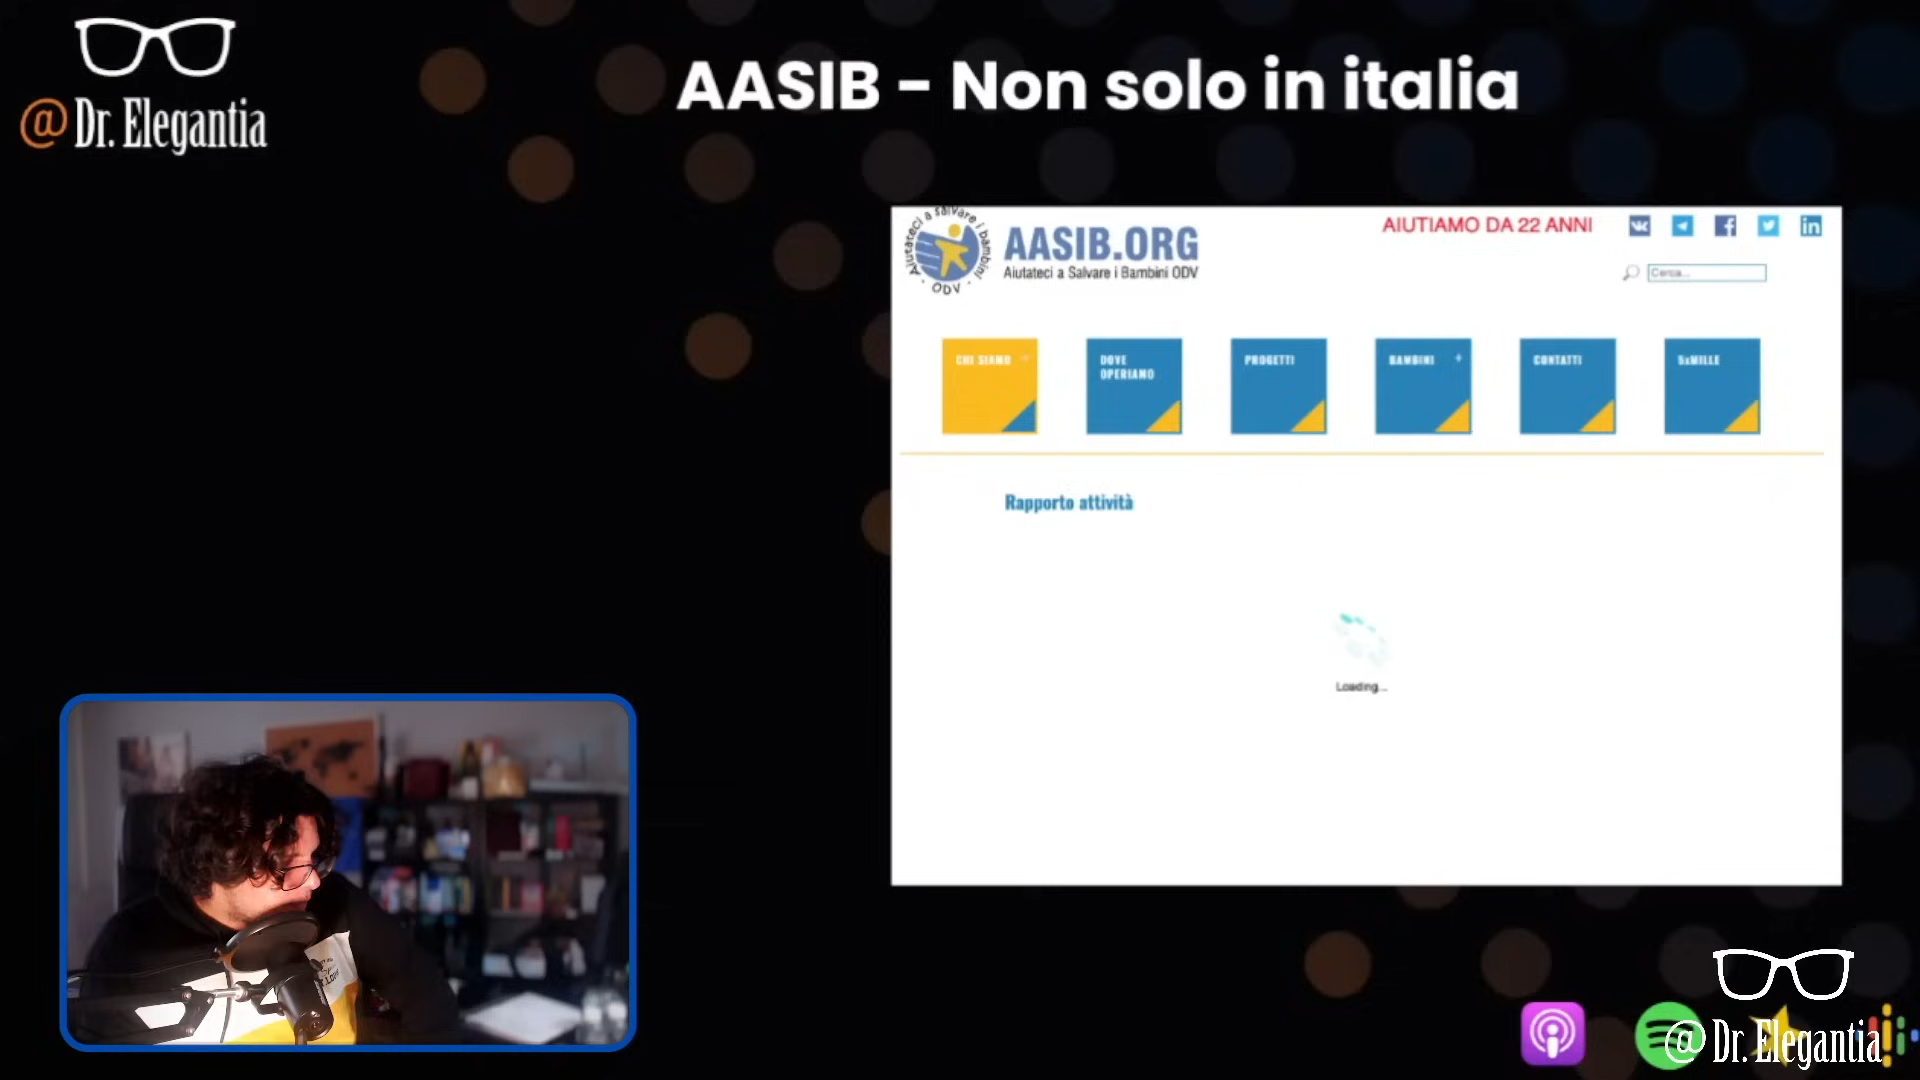 @ Dr. Elegantia
AASIB - Non solo in italia
Aiutateci a salvare i bambini
· ODV ·
AASIB.ORG
Aiutateci a Salvare i Bambini ODV
AIUTIAMO DA 22 ANNI
Cerca...
CHI SIAMO +
DOVE
OPERIAMO
PROGETTI
BAMBINI +
CONTATTI
5xMILLE
Rapporto attività
Loading...
@ Dr. Elegantia